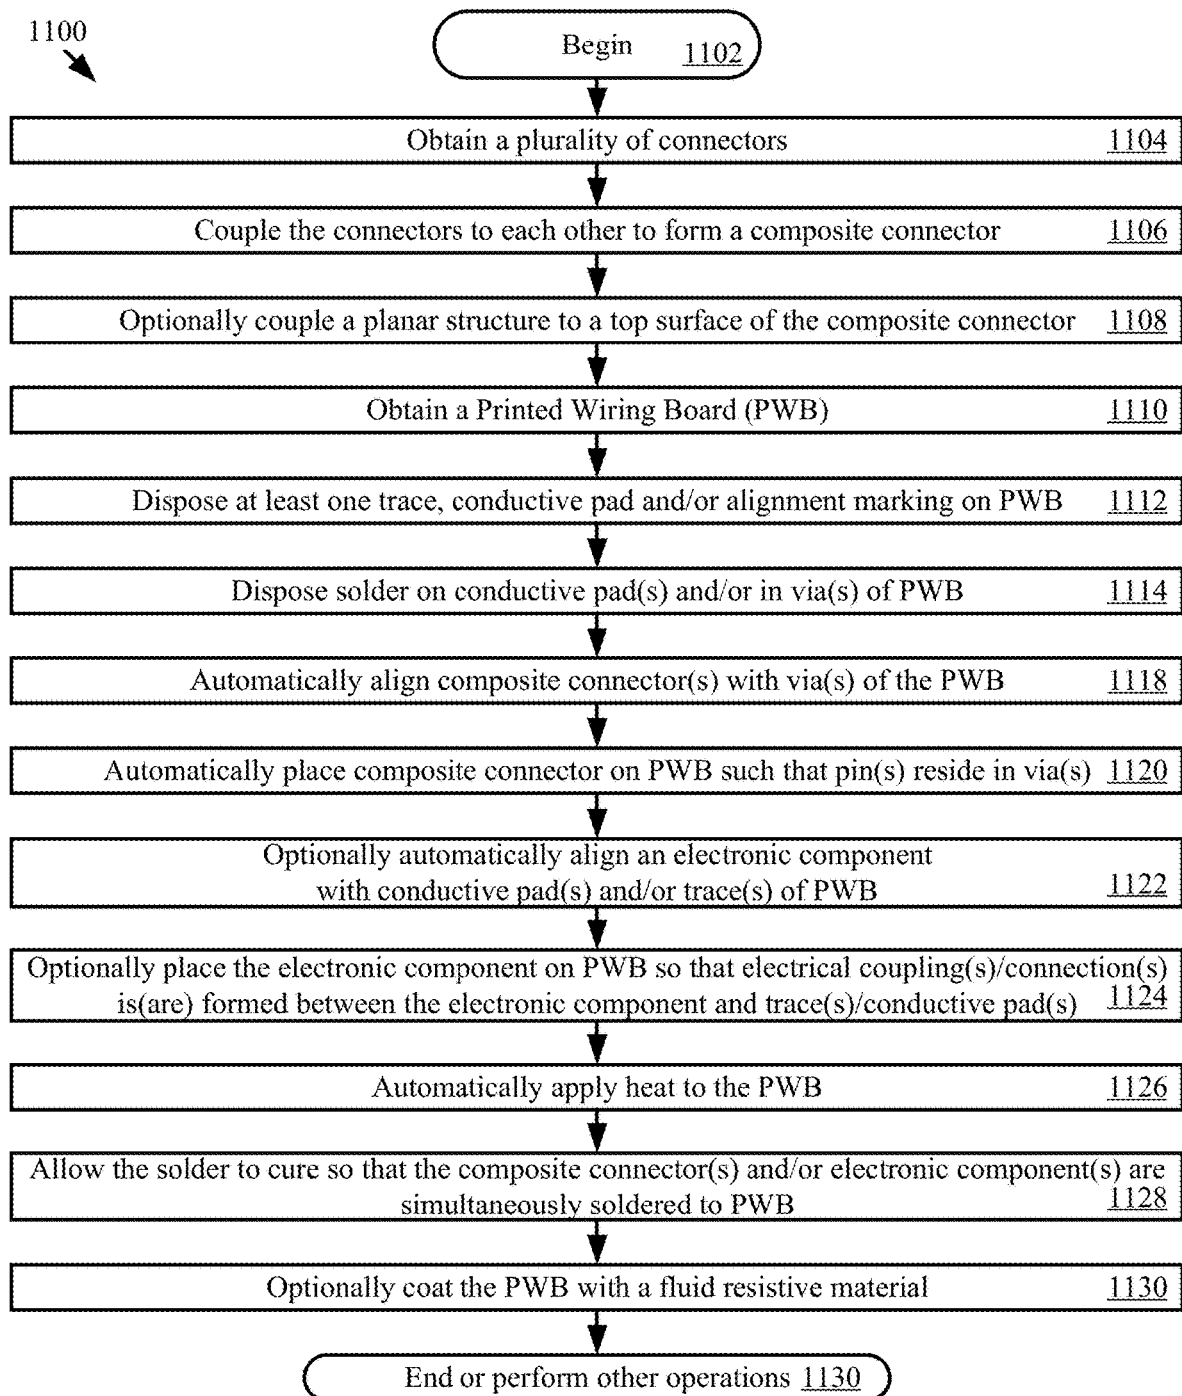 1100
Begin 1102
Obtain a plurality of connectors 1104
Couple the connectors to each other to form a composite connector 1106
Optionally couple a planar structure to a top surface of the composite connector 1108
Obtain a Printed Wiring Board (PWB) 1110
Dispose at least one trace, conductive pad and/or alignment marking on PWB 1112
Dispose solder on conductive pad(s) and/or in via(s) of PWB 1114
Automatically align composite connector(s) with via(s) of the PWB 1118
Automatically place composite connector on PWB such that pin(s) reside in via(s) 1120
Optionally automatically align an electronic component
with conductive pad(s) and/or trace(s) of PWB 1122
Optionally place the electronic component on PWB so that electrical coupling(s)/connection(s)
is(are) formed between the electronic component and trace(s)/conductive pad(s) 1124
Automatically apply heat to the PWB 1126
Allow the solder to cure so that the composite connector(s) and/or electronic component(s) are
simultaneously soldered to PWB 1128
Optionally coat the PWB with a fluid resistive material 1130
End or perform other operations 1130